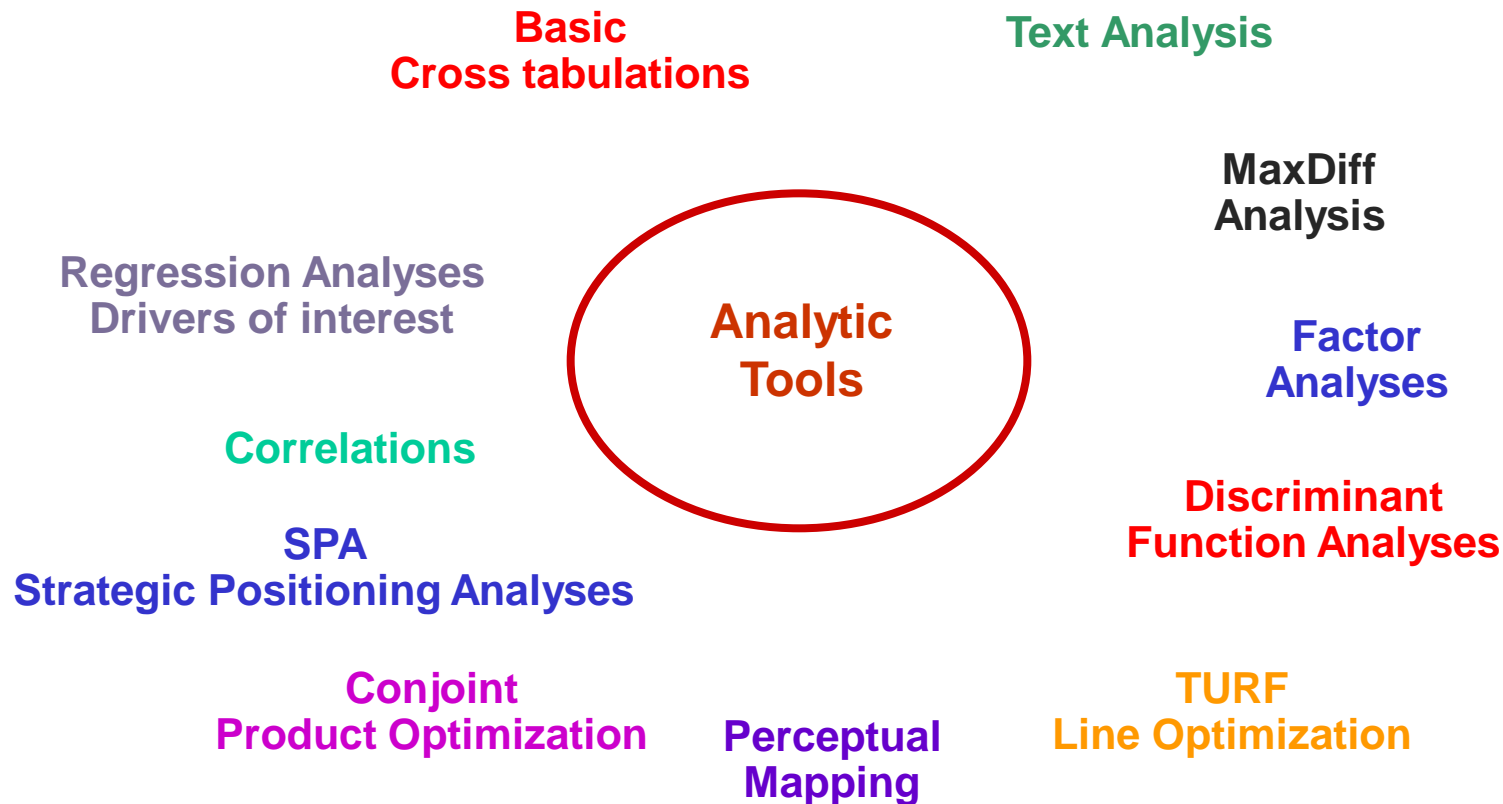 Basic
Cross tabulations
Text Analysis
MaxDiff
Analysis
Regression Analyses
Drivers of interest
Analytic
Tools
Factor
Analyses
Correlations
Discriminant
Function Analyses
SPA
Strategic Positioning Analyses
Conjoint
Product Optimization
Perceptual
Mapping
TURF
Line Optimization